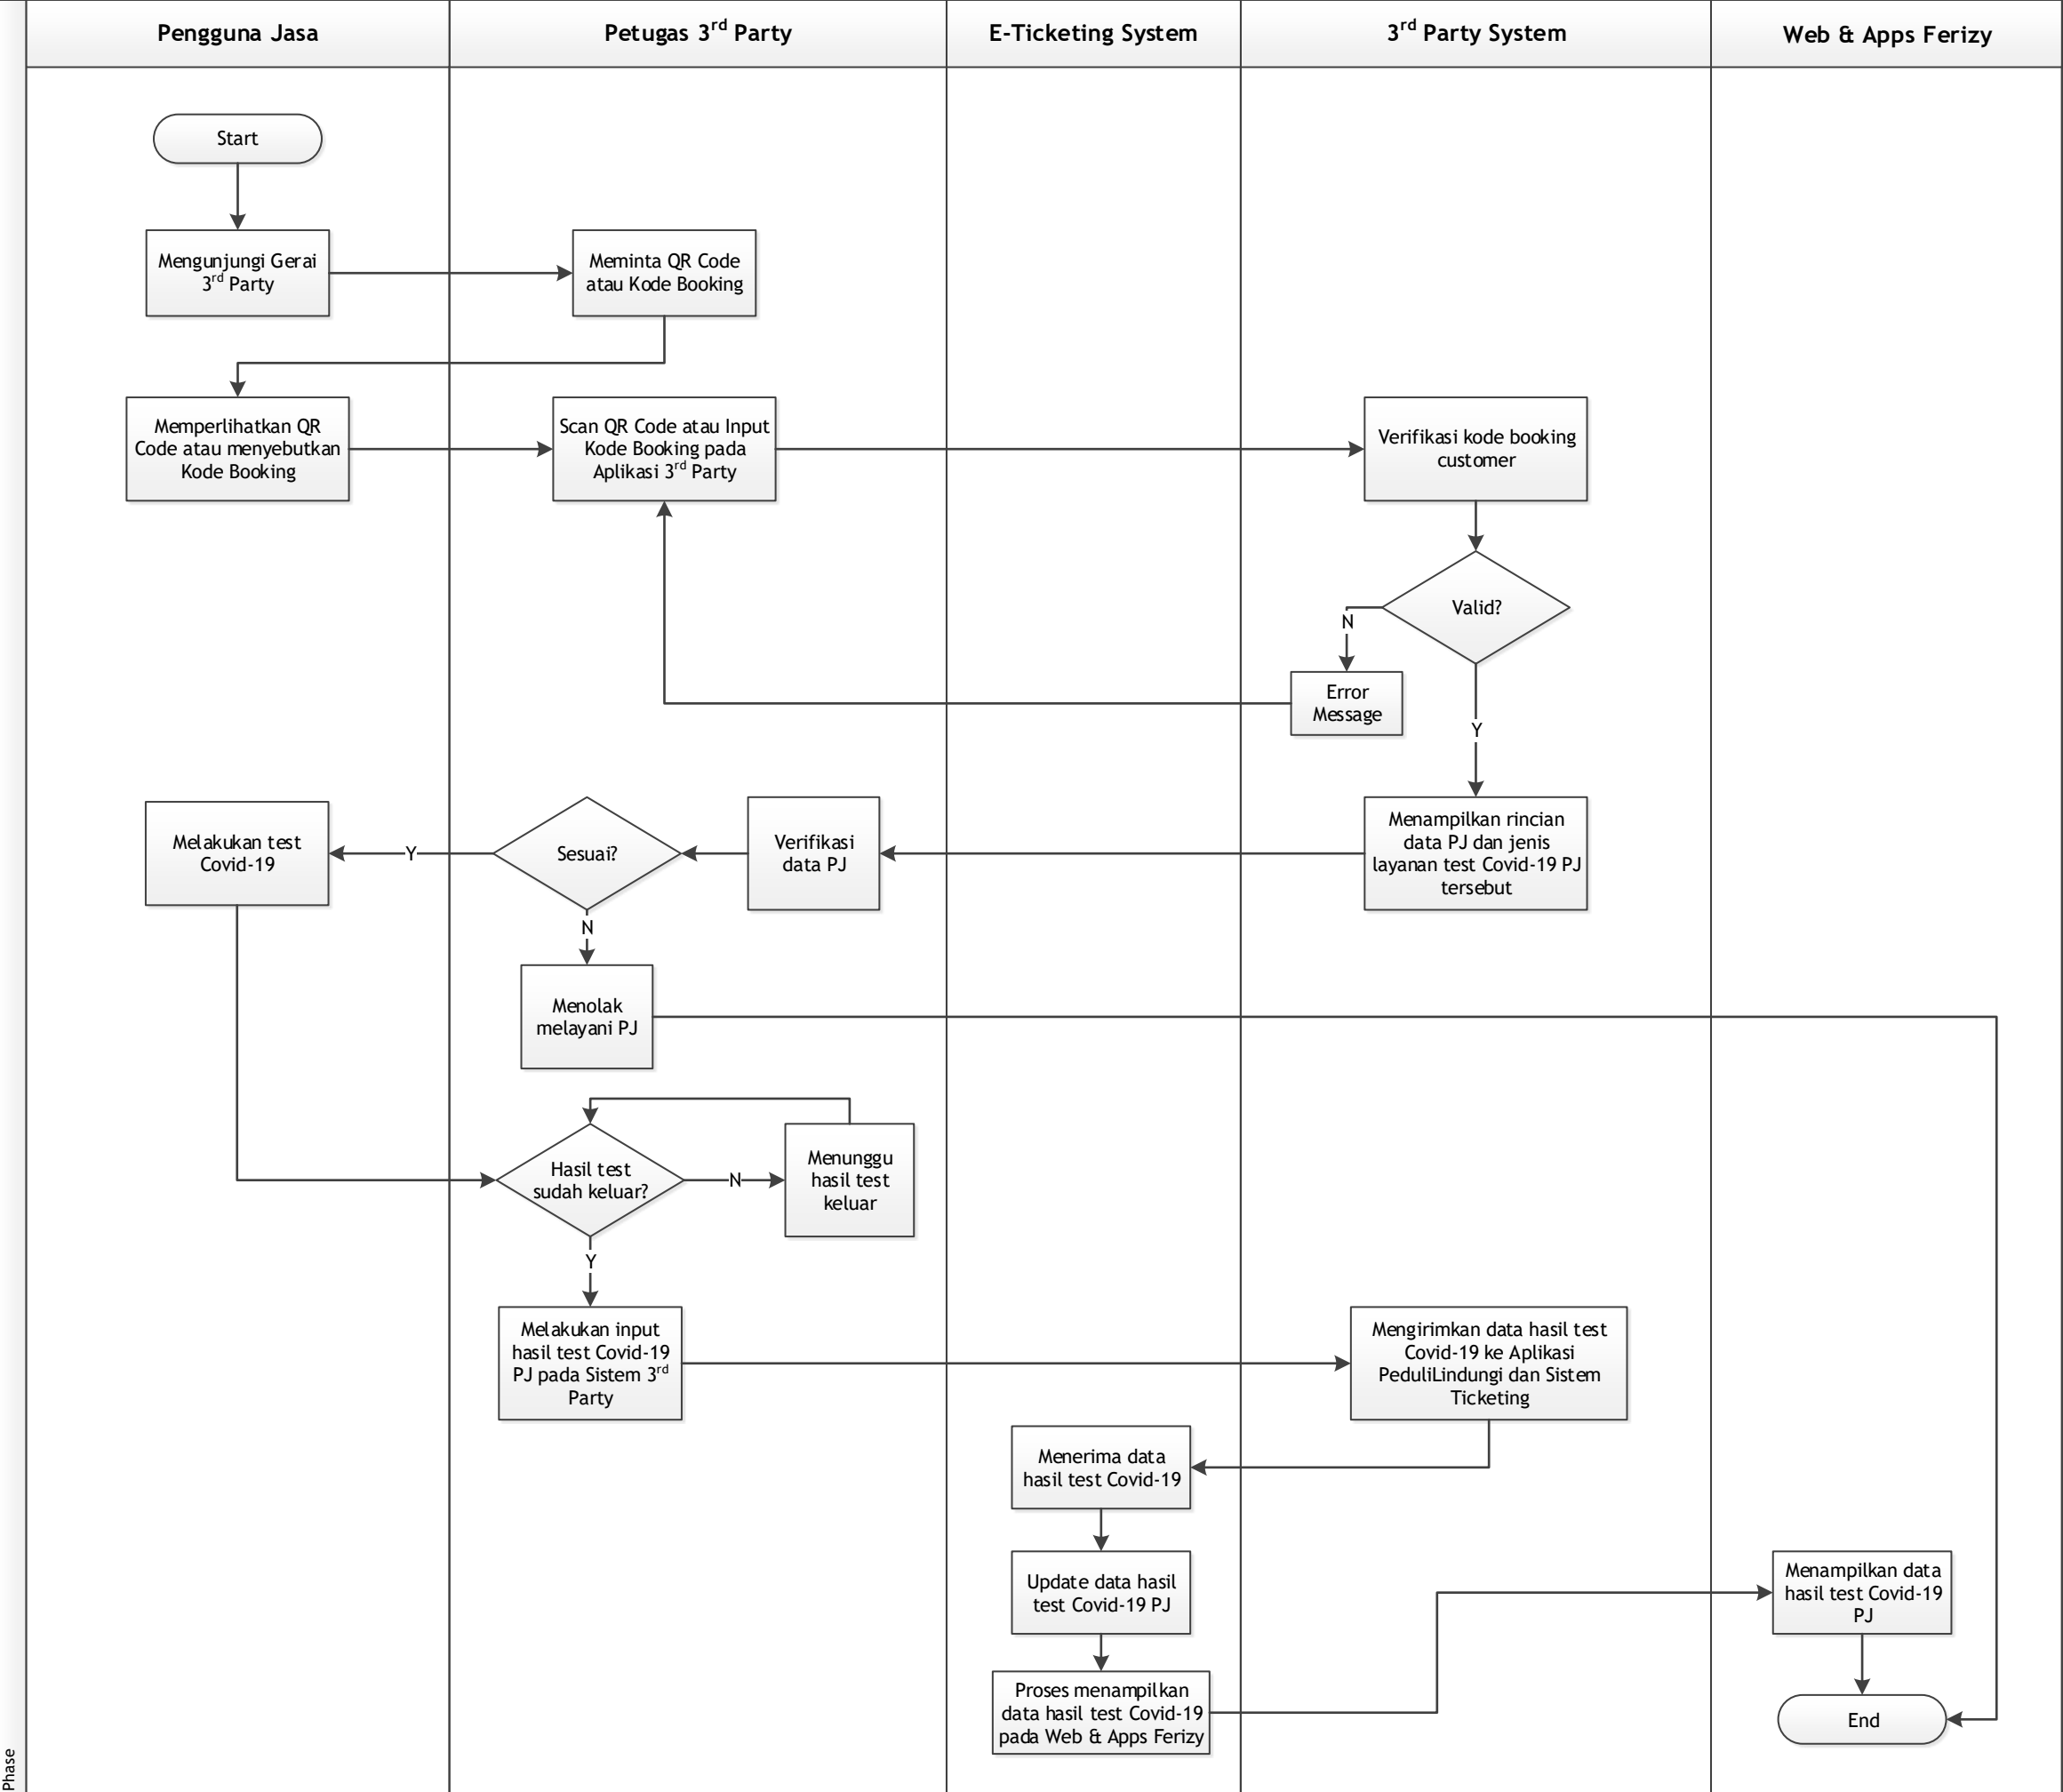 Pengguna Jasa
Petugas 3rd Party
E-Ticketing System
3rd Party System
Web & Apps Ferizy
Start
Mengunjungi Gerai
3rd Party
Meminta QR Code
atau Kode Booking
Memperlihatkan QR
Code atau menyebutkan
Kode Booking
Scan QR Code atau Input
Kode Booking pada
Aplikasi 3rd Party
Verifikasi kode booking
customer
Valid?
N
Error
Message
Y
Menampilkan rincian
data PJ dan jenis
layanan test Covid-19 PJ
tersebut
Verifikasi
data PJ
Sesuai?
Y
Melakukan test
Covid-19
N
Menolak
melayani PJ
Hasil test
sudah keluar?
N
Menunggu
hasil test
keluar
Y
Melakukan input
hasil test Covid-19
PJ pada Sistem 3rd
Party
Mengirimkan data hasil test
Covid-19 ke Aplikasi
PeduliLindungi dan Sistem
Ticketing
Menerima data
hasil test Covid-19
Update data hasil
test Covid-19 PJ
Proses menampilkan
data hasil test Covid-19
pada Web & Apps Ferizy
Menampilkan data
hasil test Covid-19
PJ
End
Phase